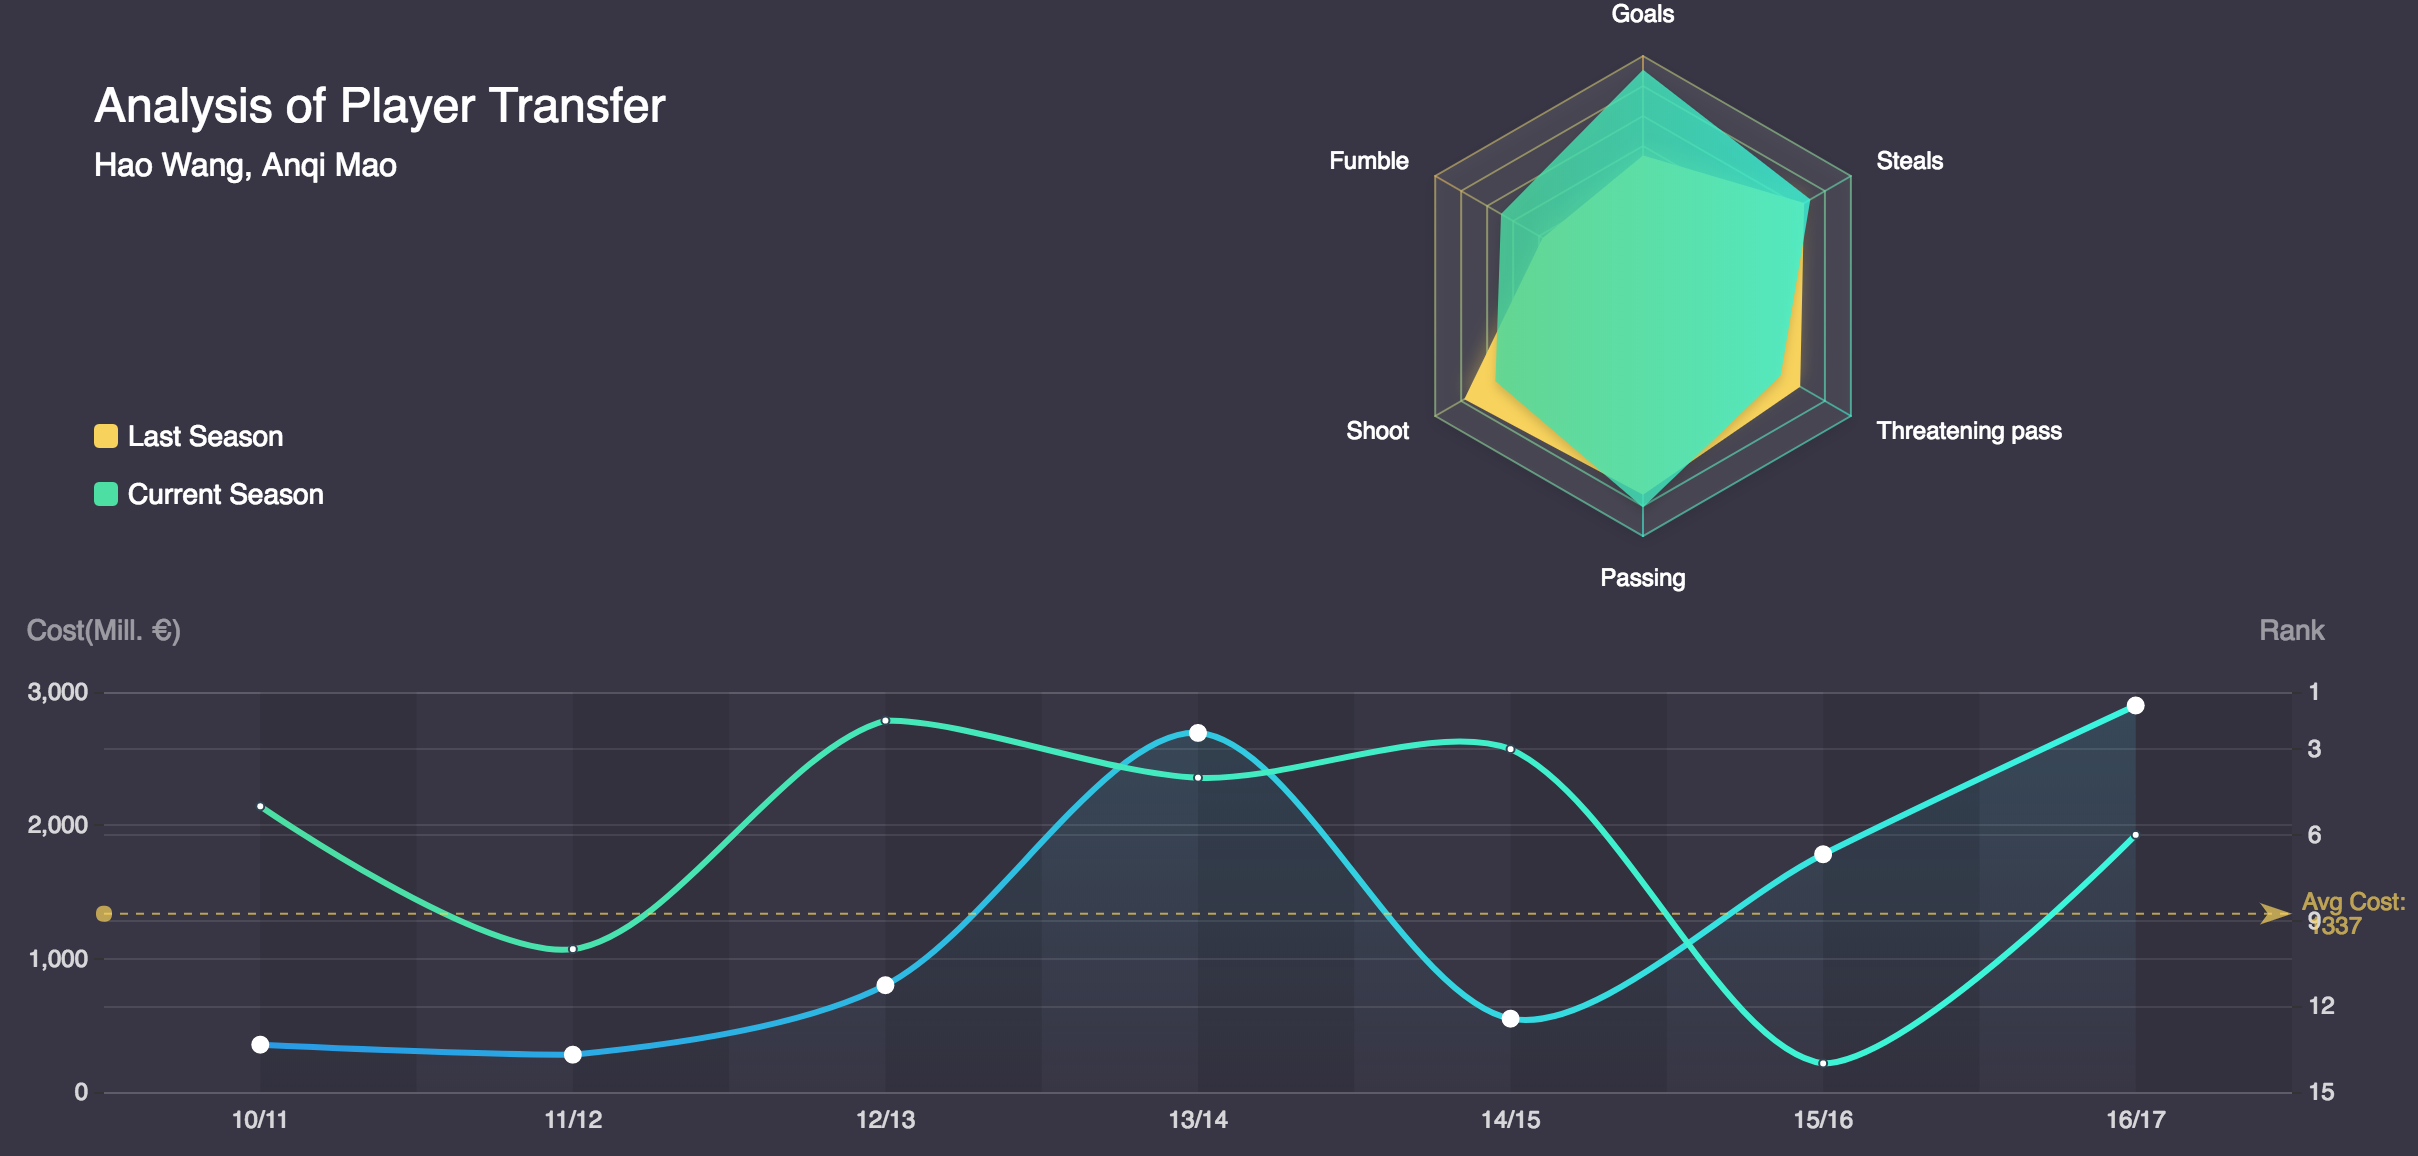 Goals
Analysis of Player Transfer
Hao Wang, Anqi Mao
Fumble
Steals
Last Season
Shoot
Threatening pass
Current Season
Passing
Cost(Mill. €)
Rank
3,000
1
3
2,000
6
Avg Cost:
1337
9
1,000
12
0
15
10/11
11/12
12/13
13/14
14/15
15/16
16/17